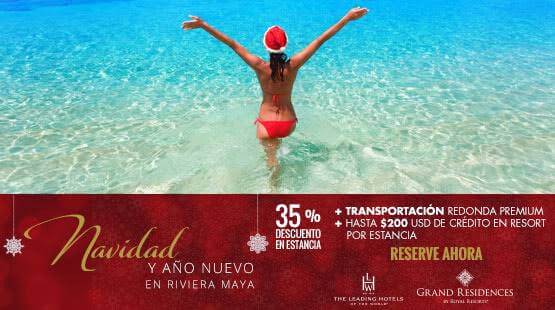 Navidad
Y AÑO NUEVO
EN RIVIERA MAYA
35 %
DESCUENTO
EN ESTANCIA
+ TRANSPORTACIÓN REDONDA PREMIUM
+ HASTA $200 USD DE CRÉDITO EN RESORT
POR ESTANCIA
RESERVE AHORA
THE LEADING HOTELS
OF THE WORLD
GRAND RESIDENCES
BY ROYAL RESORTS